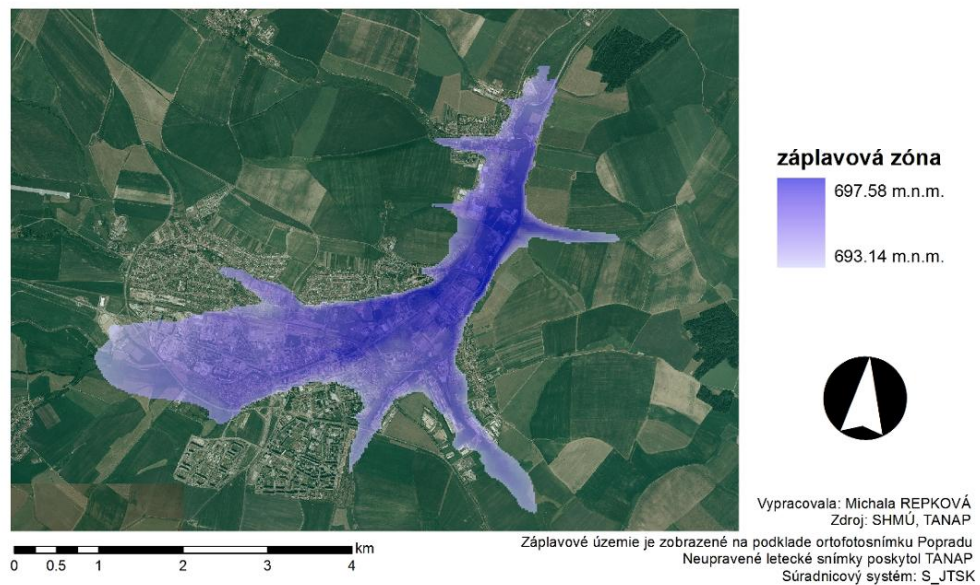 záplavová zóna
697.58 m.n.m.
693.14 m.n.m.
Vypracovala: Michala REPKOVÁ
Zdroj: SHMÚ, TANAP
Záplavové územie je zobrazené na podklade ortofotosnímku Popradu
Neupravené letecké snímky poskytol TANAP
Súradnicový systém: S_JTSK
km
0 0.5 1 2 3 4